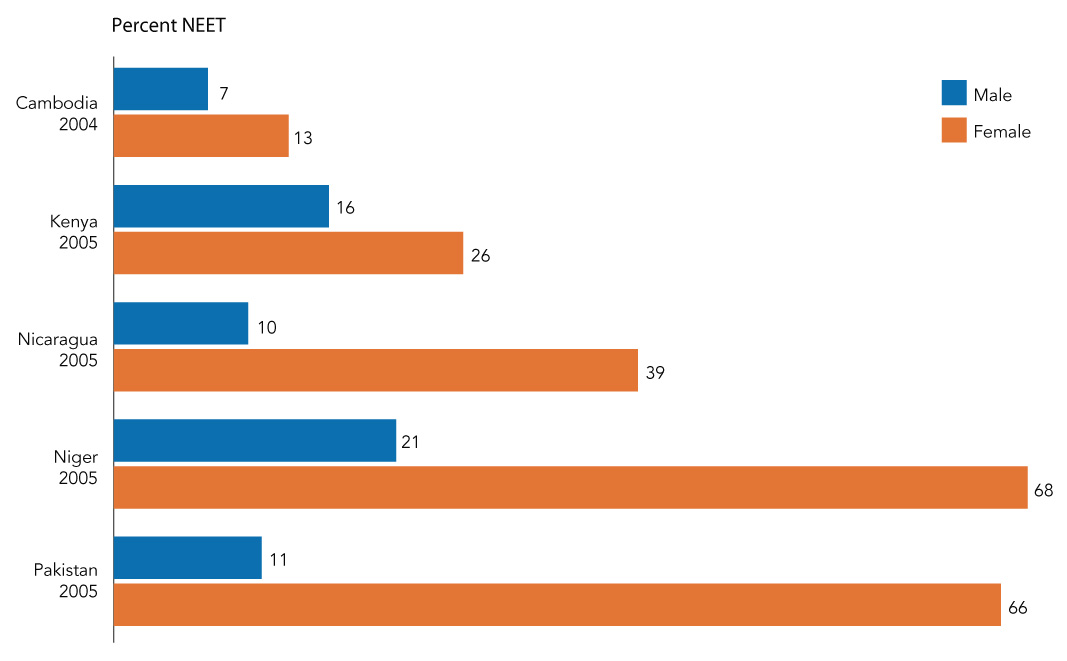 Percent NEET
Male
Female
Cambodia
2004
7
13
Kenya
2005
16
26
Nicaragua
2005
10
39
Niger
2005
21
68
Pakistan
2005
11
66